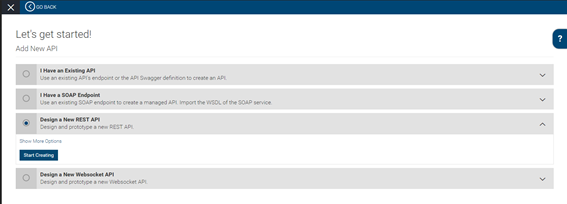 GO BACK
Let's get started!
Add New API
?
I Have an Existing API
Use an existing API's endpoint or the API Swagger definition to create an API.
I Have a SOAP Endpoint
Use an existing SOAP endpoint to create a managed API. Import the WSDL of the SOAP service.
Design a New REST API
Design and prototype a new REST API.
Show More Options
Start Creating
Design a New Websocket API
Design and prototype a new Websocket API.